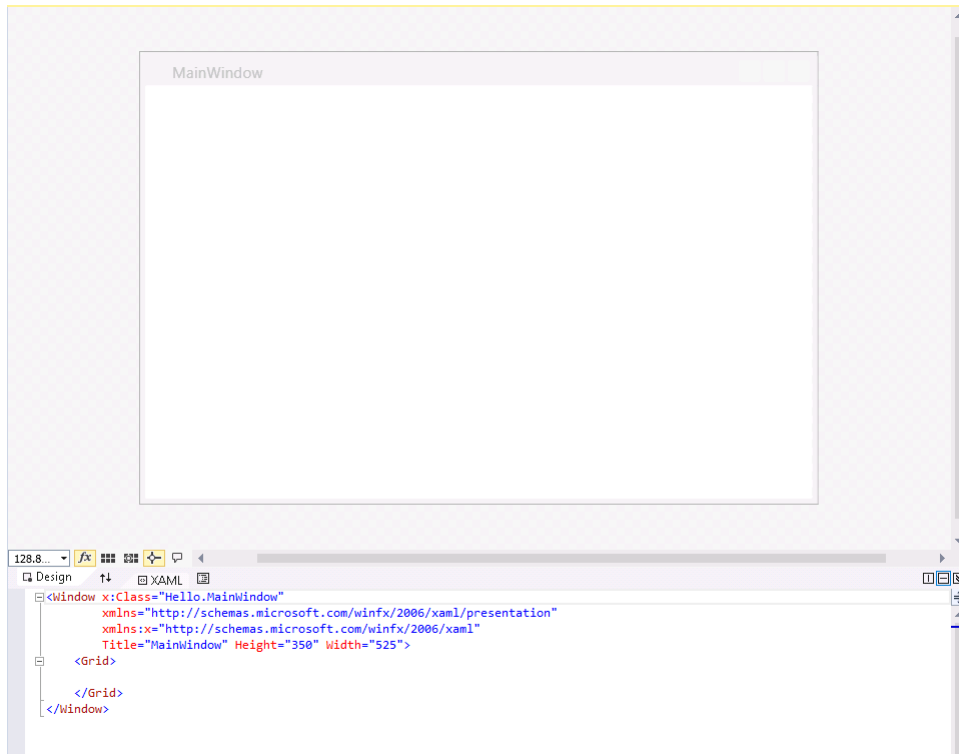 MainWindow
128.8...
fx
Design
XAML
<Window x:Class="Hello.MainWindow"
xmlns="http://schemas.microsoft.com/winfx/2006/xaml/presentation"
xmlns:x="http://schemas.microsoft.com/winfx/2006/xaml"
Title="MainWindow" Height="350" Width="525">
<Grid>
</Grid>
</Window>